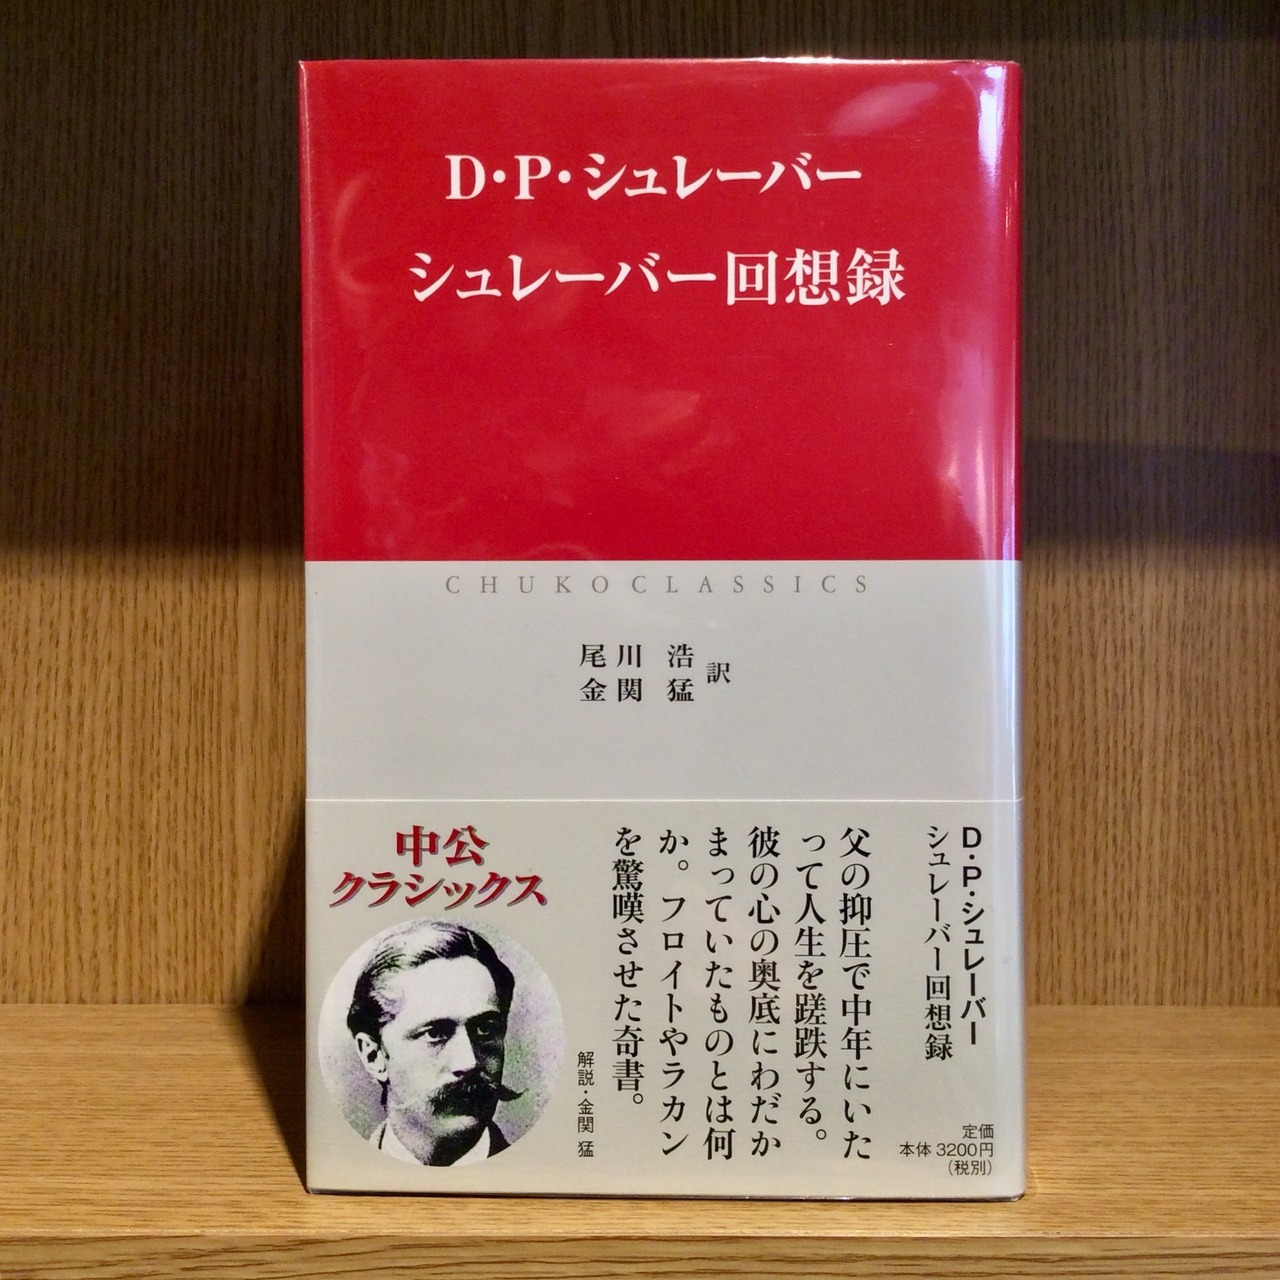 D・P・シュレーバー
シュレーバー回想録
CHUKO CLASSICS
尾川 浩
金関 猛
訳
D・P・シュレーバー
シュレーバー回想録
父の抑圧で中年にいた
って人生を蹉跌する。
彼の心の奥底にわだか
まっていたものとは何
か。フロイトやラカン
を驚嘆させた奇書。
解説・金関 猛
中公
クラシックス
定価
本体3200円
（税別）